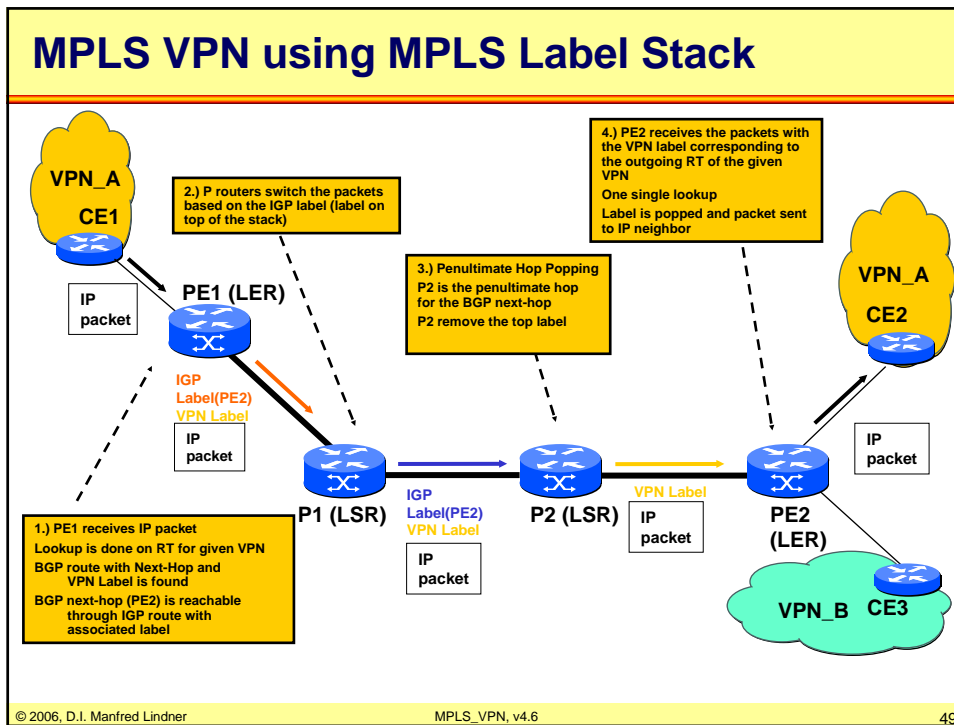 MPLS VPN using MPLS Label Stack
VPN_A
CE1
IP
packet
PE1 (LER)
2.) P routers switch the packets
based on the IGP label (label on
top of the stack)
4.) PE2 receives the packets with
the VPN label corresponding to
the outgoing RT of the given
VPN
One single lookup
Label is popped and packet sent
to IP neighbor
3.) Penultimate Hop Popping
P2 is the penultimate hop
for the BGP next-hop
P2 remove the top label
VPN_A
CE2
IP
packet
IGP
Label(PE2)
VPN Label
IP
packet
P1 (LSR)
IGP
Label(PE2)
VPN Label
IP
packet
P2 (LSR)
VPN Label
IP
packet
PE2
(LER)
1.) PE1 receives IP packet
Lookup is done on RT for given VPN
BGP route with Next-Hop and
VPN Label is found
BGP next-hop (PE2) is reachable
through IGP route with
associated label
VPN_B
CE3
© 2006, D.I. Manfred Lindner
MPLS_VPN, v4.6
49